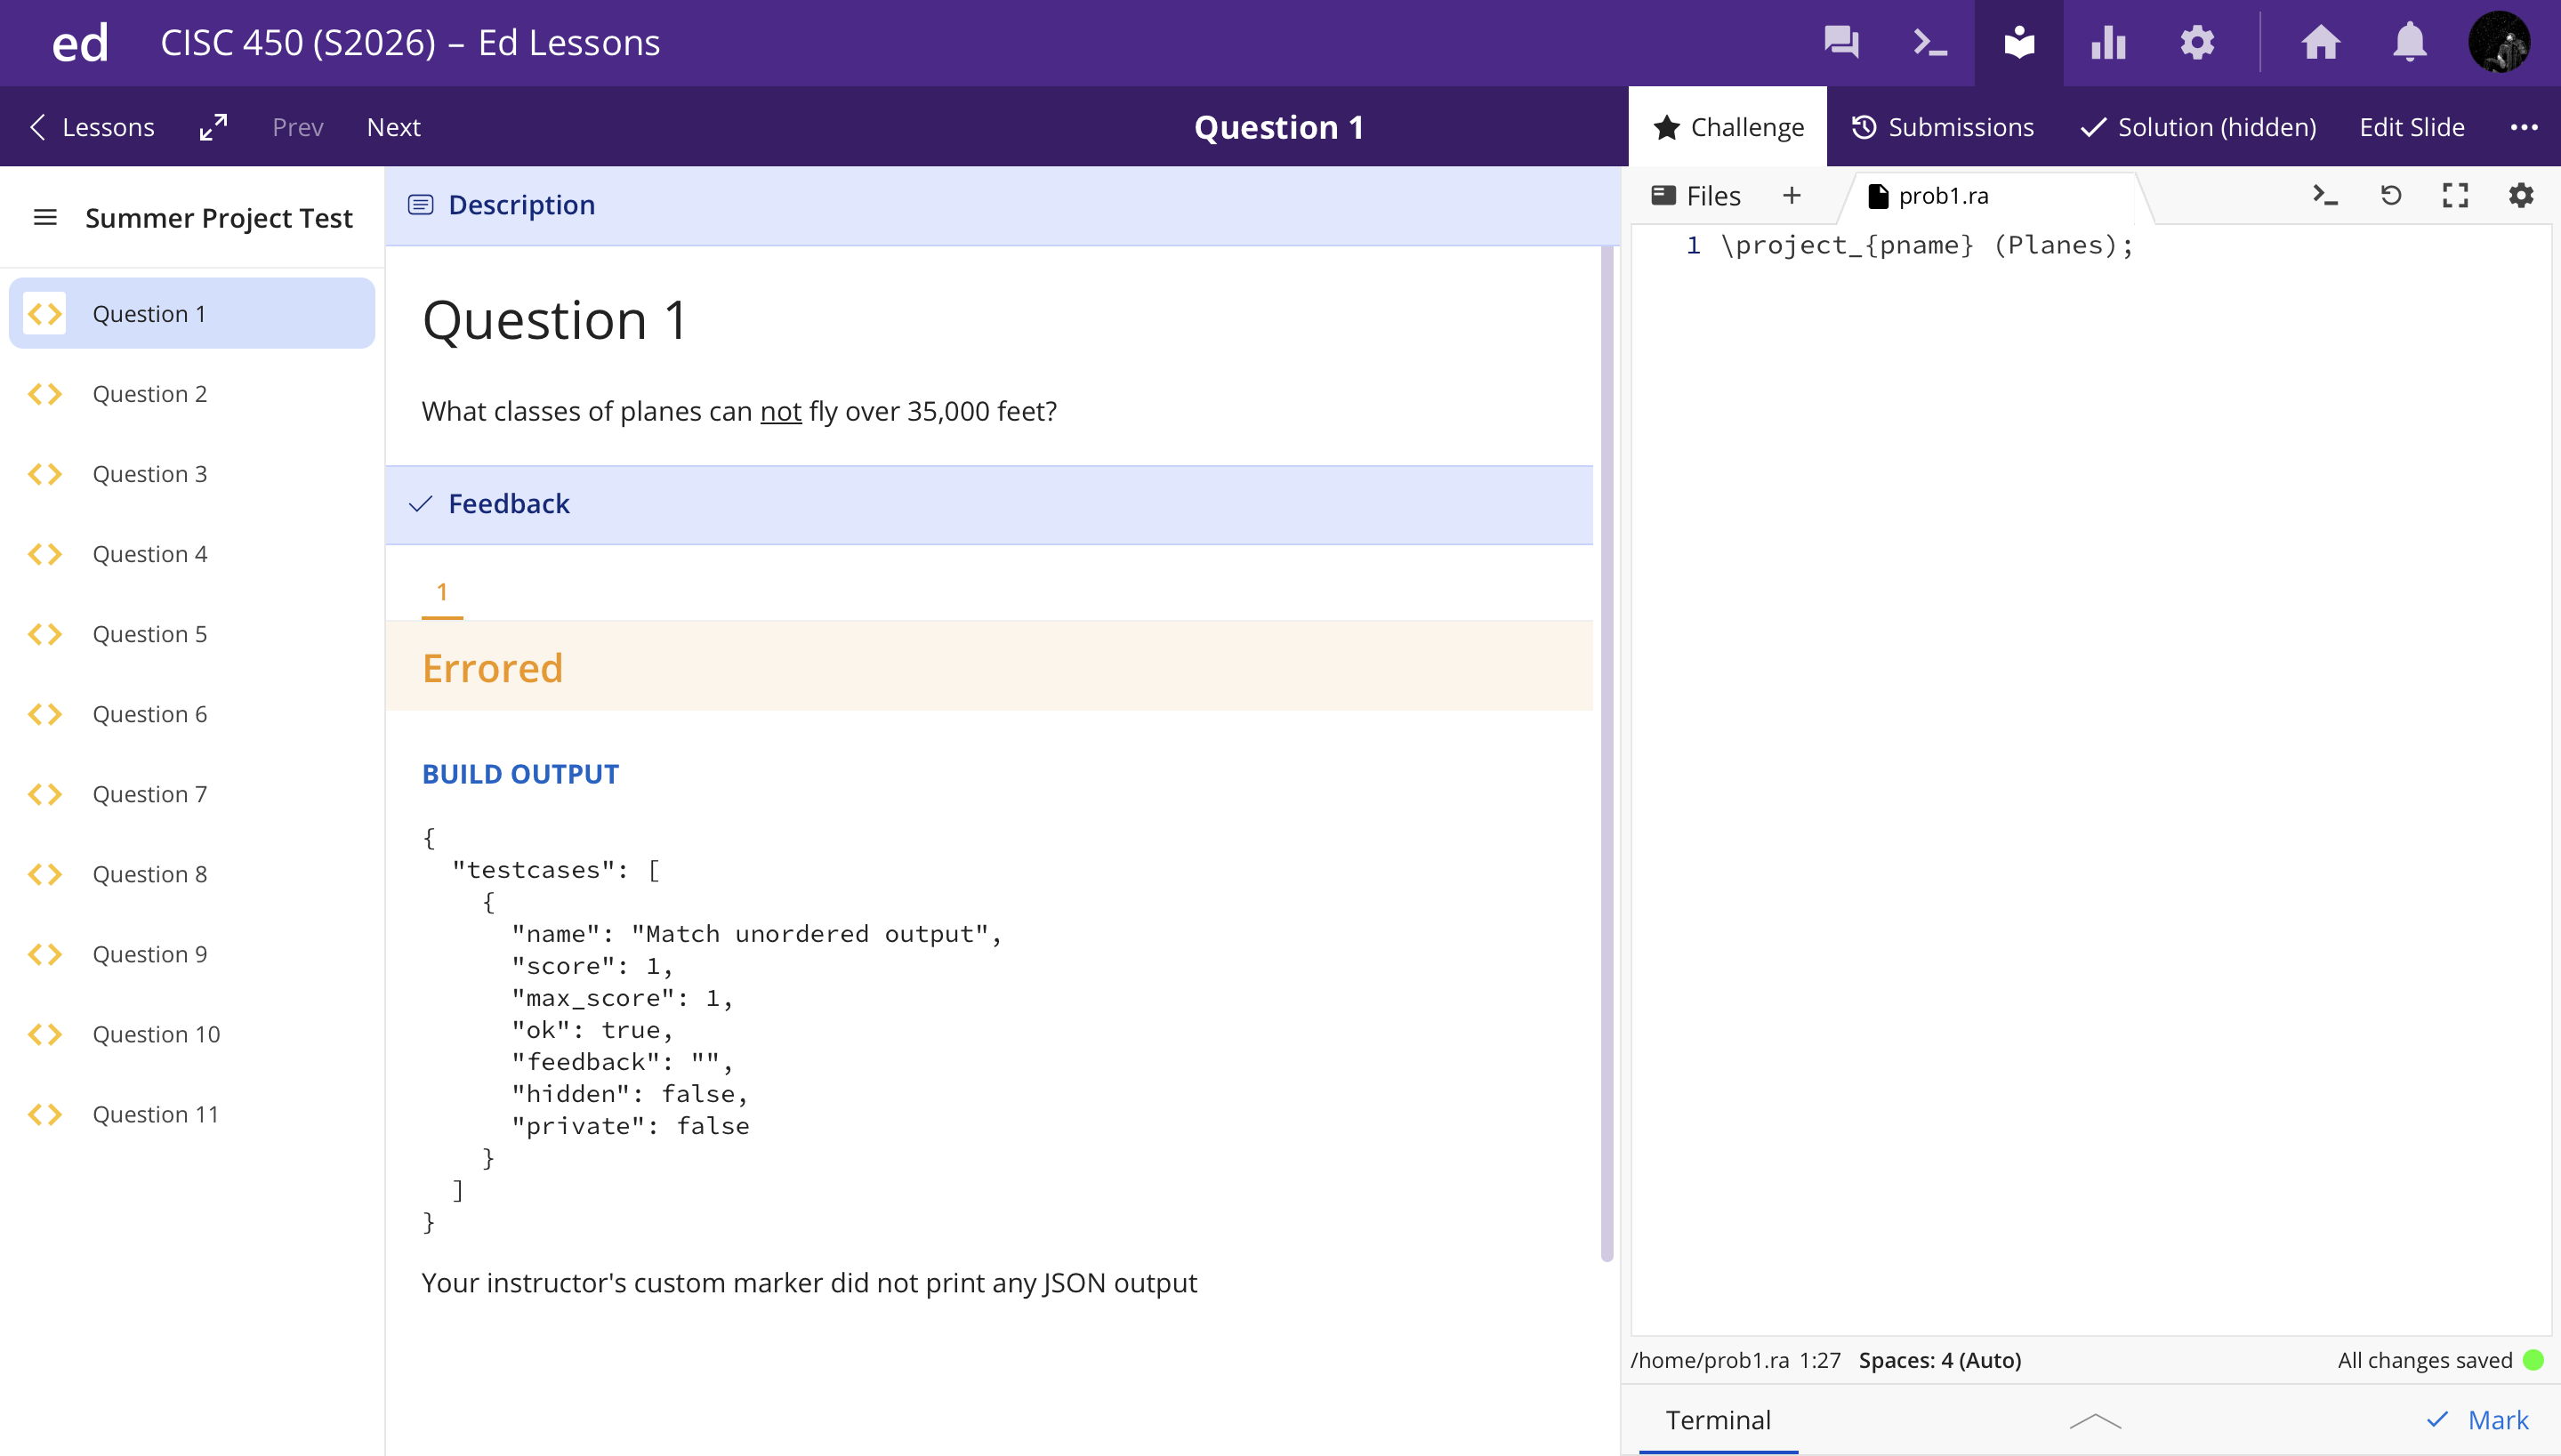 ed CISC 450 (S2026) – Ed Lessons
Lessons Prev Next Question 1 Challenge Submissions Solution (hidden) Edit Slide
Summer Project Test
Question 1
Question 2
Question 3
Question 4
Question 5
Question 6
Question 7
Question 8
Question 9
Question 10
Question 11
Description
Question 1
What classes of planes can not fly over 35,000 feet?
Feedback
1
Errored
BUILD OUTPUT
{
"testcases": [
{
"name": "Match unordered output",
"score": 1,
"max_score": 1,
"ok": true,
"feedback": "",
"hidden": false,
"private": false
}
]
}
Your instructor's custom marker did not print any JSON output
Files + prob1.ra
1 \project_{pname} (Planes);
/home/prob1.ra 1:27 Spaces: 4 (Auto) All changes saved
Terminal Mark